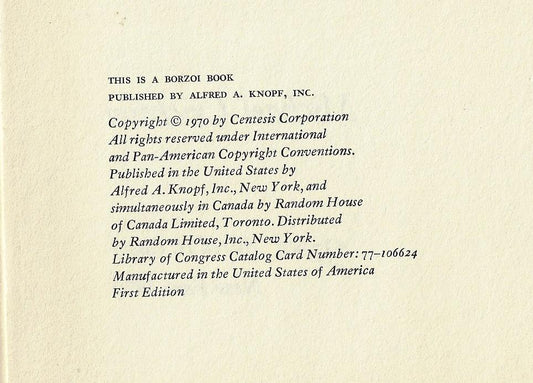 THIS IS A BORZOI BOOK
PUBLISHED BY ALFRED A. KNOPF, INC.
Copyright © 1970 by Centesis Corporation
All rights reserved under International
and Pan-American Copyright Conventions.
Published in the United States by
Alfred A. Knopf, Inc., New York, and
simultaneously in Canada by Random House
of Canada Limited, Toronto. Distributed
by Random House, Inc., New York.
Library of Congress Catalog Card Number: 77-106624
Manufactured in the United States of America
First Edition